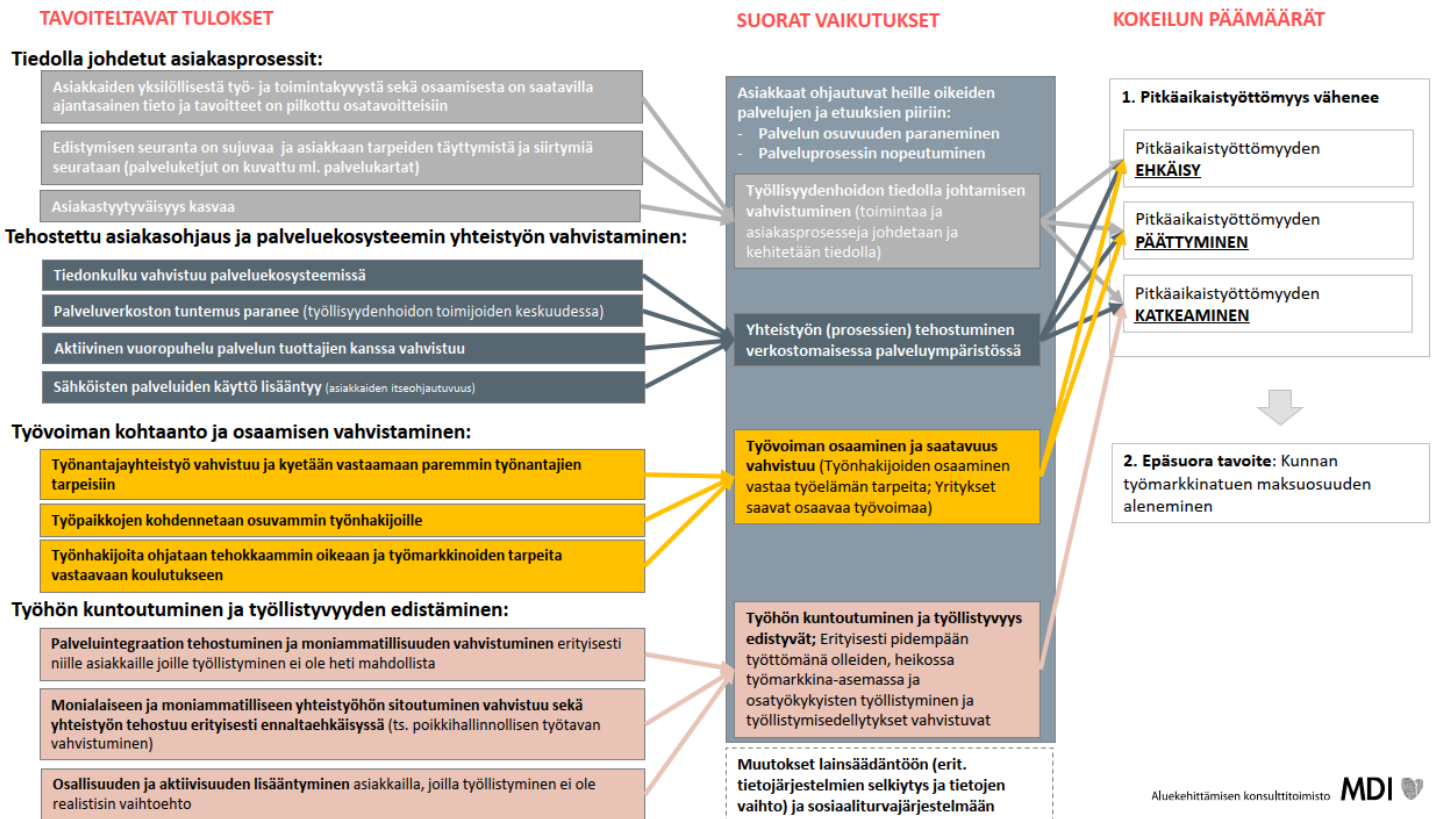 TAVOITELTAVAT TULOKSET
SUORAT VAIKUTUKSET
KOKEILUN PÄÄMÄÄRÄT
Tiedolla johdetut asiakasprosessit:
Asiakkaiden yksilöllisestä työ- ja toimintakyvystä sekä osaamisesta on saatavilla
ajantasainen tieto ja tavoitteet on pilkottu osatavoitteisiin
Edistymisen seuranta on sujuvaa ja asiakkaan tarpeiden täyttymistä ja siirtymiä
seurataan (palveluketjut on kuvattu ml. palvelukartat)
Asiakastyytyväisyys kasvaa
Tehostettu asiakasohjaus ja palveluekosysteemin yhteistyön vahvistaminen:
Tiedonkulku vahvistuu palveluekosysteemissä
Palveluverkoston tuntemus paranee (työllisyydenhoidon toimijoiden keskuudessa)
Aktiivinen vuoropuhelu palvelun tuottajien kanssa vahvistuu
Sähköisten palveluiden käyttö lisääntyy (asiakkaiden itseohjautuvuus)
Työvoiman kohtaanto ja osaamisen vahvistaminen:
Työnantajayhteistyö vahvistuu ja kyetään vastaamaan paremmin työnantajien
tarpeisiin
Työpaikkojen kohdennetaan osuvammin työnhakijoille
Työnhakijoita ohjataan tehokkaammin oikeaan ja työmarkkinoiden tarpeita
vastaavaan koulutukseen
Työhön kuntoutuminen ja työllistyvyyden edistäminen:
Palveluintegraation tehostuminen ja moniammatillisuuden vahvistuminen erityisesti
niille asiakkaille joille työllistyminen ei ole heti mahdollista
Monialaiseen ja moniammatilliseen yhteistyöhön sitoutuminen vahvistuu sekä
yhteistyön tehostuu erityisesti ennaltaehkäisyssä (ts. poikkihallinnollisen työtavan
vahvistuminen)
Osallisuuden ja aktiivisuuden lisääntyminen asiakkailla, joilla työllistyminen ei ole
realistisin vaihtoehto
Asiakkaat ohjautuvat heille oikeiden
palvelujen ja etuuksien piiriin:
- Palvelun osuvuuden paraneminen
- Palveluprosessin nopeutuminen
Työllisyydenhoidon tiedolla johtamisen
vahvistuminen (toimintaa ja
asiakasprosesseja johdetaan ja
kehitetään tiedolla)
Yhteistyön (prosessien) tehostuminen
verkostomaisessa palveluympäristössä
Työvoiman osaaminen ja saatavuus
vahvistuu (Työnhakijoiden osaaminen
vastaa työelämän tarpeita; Yritykset
saavat osaavaa työvoimaa)
Työhön kuntoutuminen ja työllistyvyys
edistyvät; Erityisesti pidempään
työttömänä olleiden, heikossa
työmarkkina-asemassa ja
osatyökykyisten työllistyminen ja
työllistymisedellytykset vahvistuvat
Muutokset lainsäädäntöön (erit.
tietojärjestelmien selkiytys ja tietojen
vaihto) ja sosiaaliturvajärjestelmään
1. Pitkäaikaistyöttömyys vähenee
Pitkäaikaistyöttömyyden
EHKÄISY
Pitkäaikaistyöttömyyden
PÄÄTTYMINEN
Pitkäaikaistyöttömyyden
KATKEAMINEN
2. Epäsuora tavoite: Kunnan
työmarkkinatuen maksuosuuden
aleneminen
Aluekehittämisen konsulttitoimisto MDI